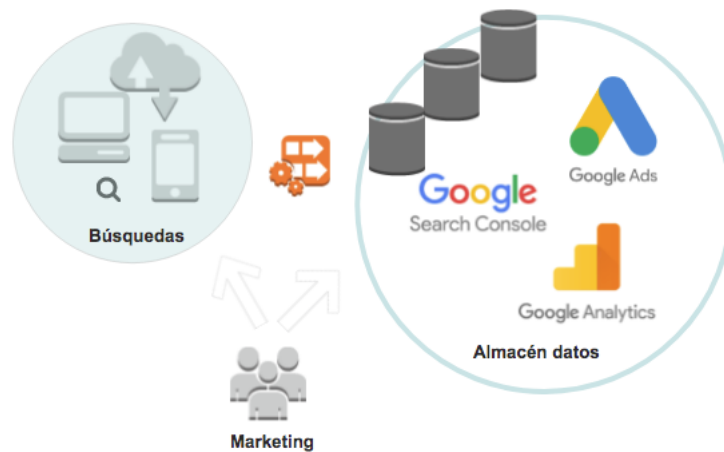 Búsquedas
Google Ads
Google
Search Console
Google Analytics
Almacén datos
Marketing